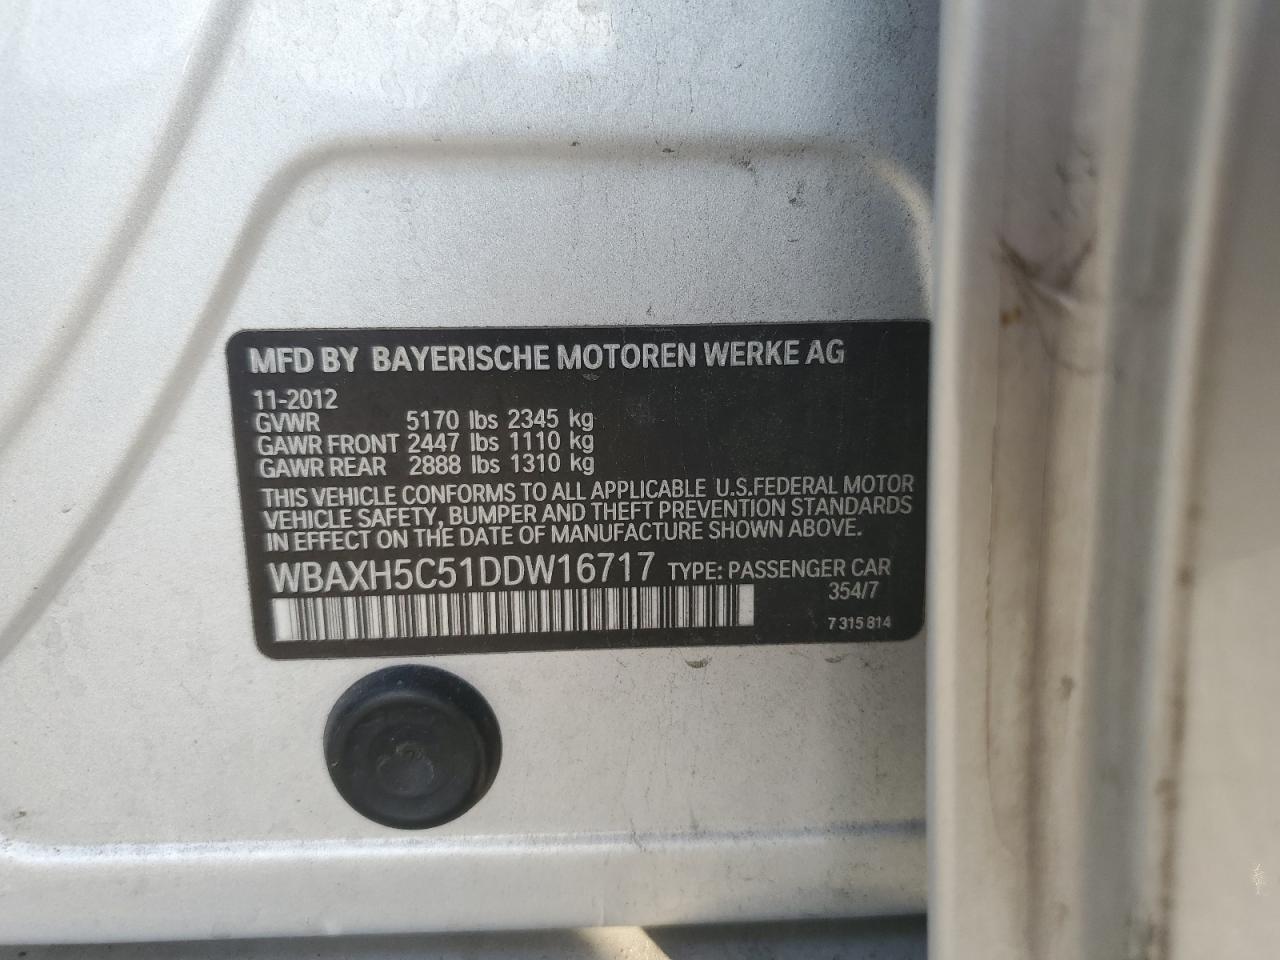 MFD BY BAYERISCHE MOTOREN WERKE AG
11-2012
GVWR 5170 lbs 2345 kg
GAWR FRONT 2447 lbs 1110 kg
GAWR REAR 2888 lbs 1310 kg
THIS VEHICLE CONFORMS TO ALL APPLICABLE U.S.FEDERAL MOTOR
VEHICLE SAFETY, BUMPER AND THEFT PREVENTION STANDARDS
IN EFFECT ON THE DATE OF MANUFACTURE SHOWN ABOVE.
WBAXH5C51DDW16717 TYPE: PASSENGER CAR
354/7
7 315 814